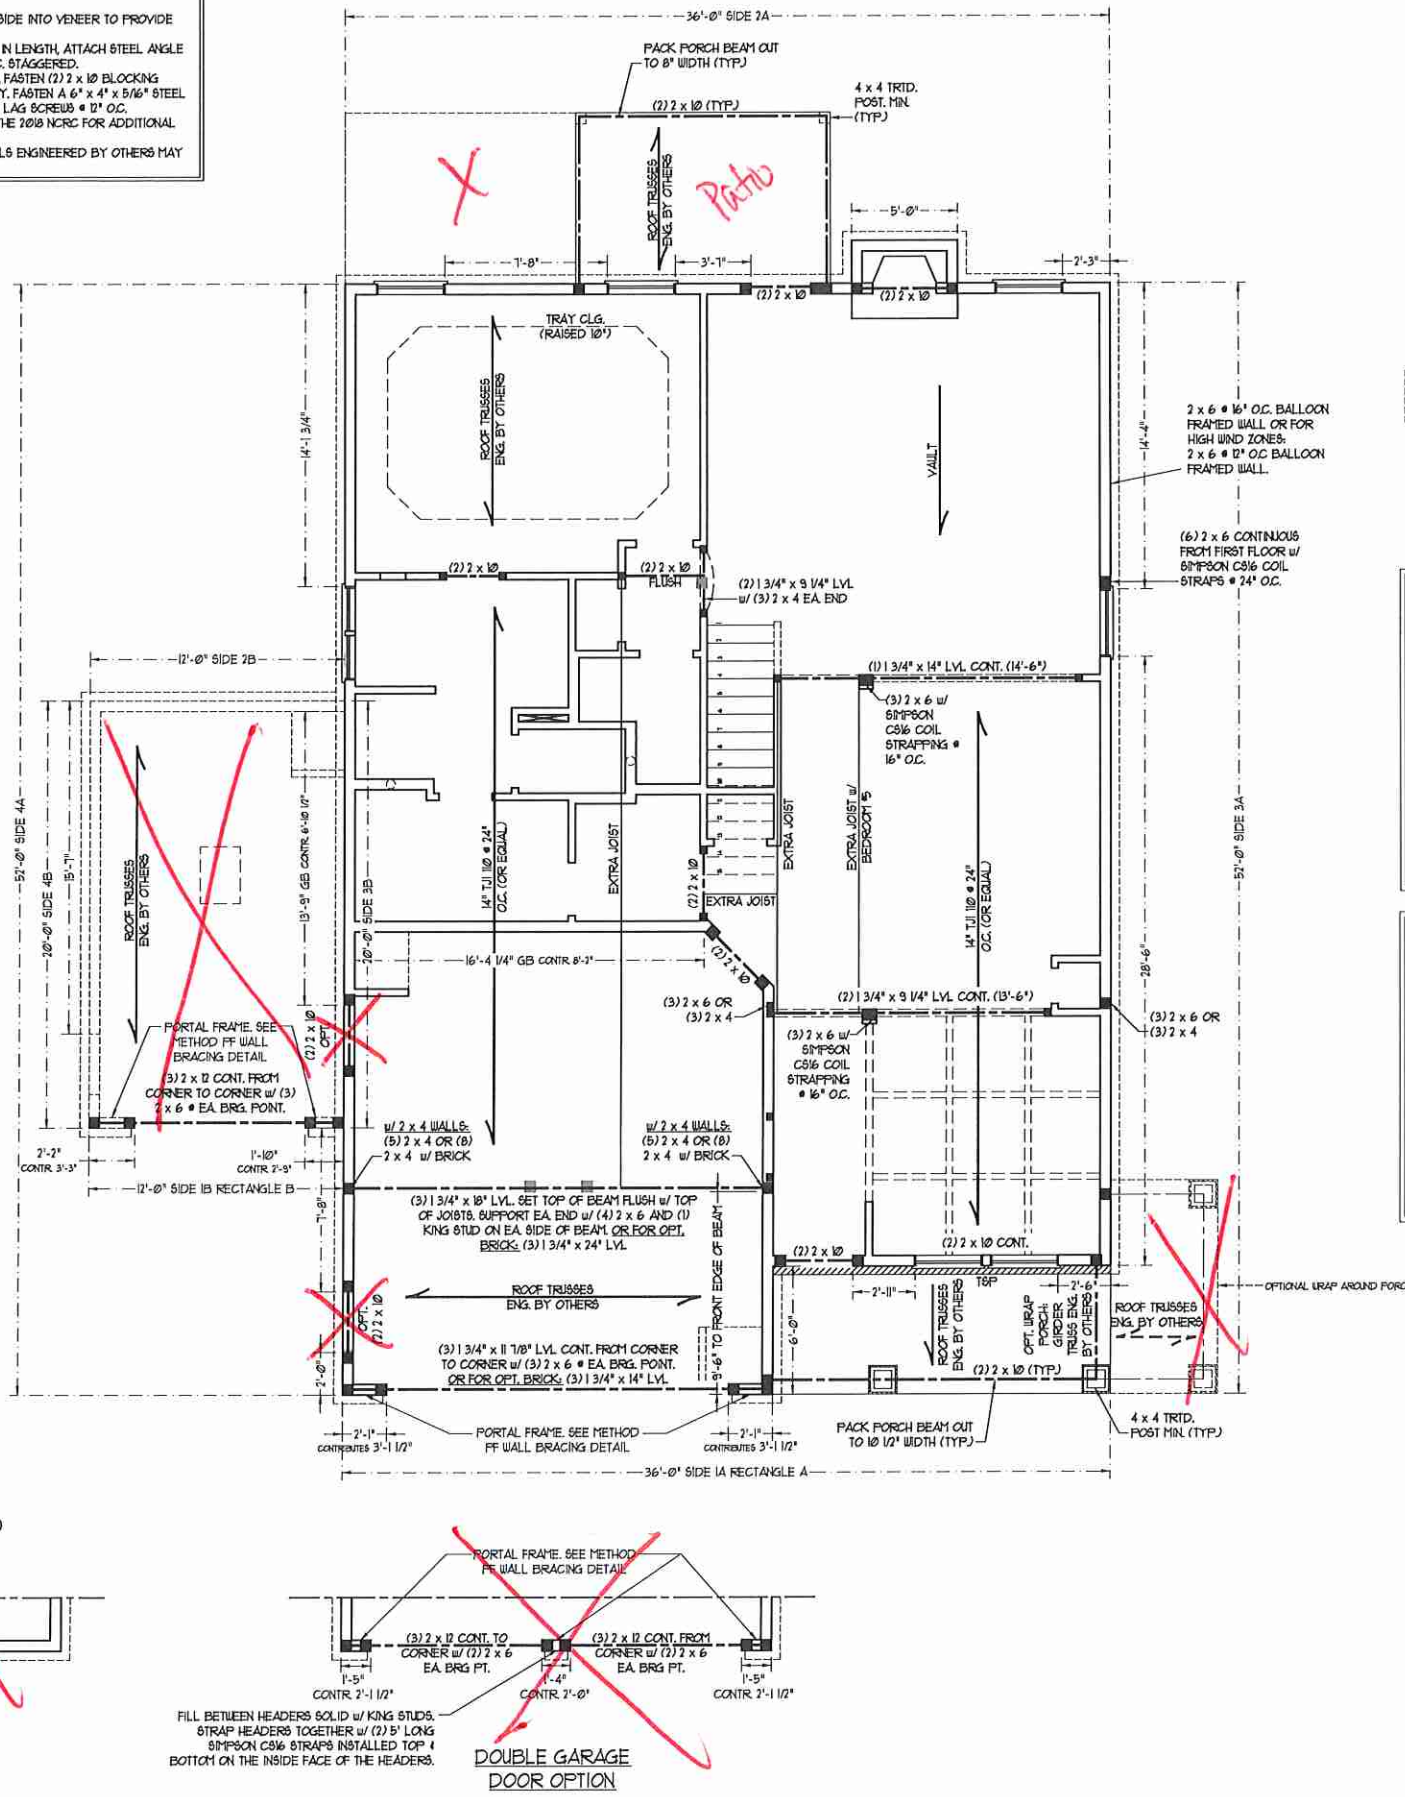 SIDE INTO VENEER TO PROVIDE
IN LENGTH, ATTACH STEEL ANGLE
C. STAGGERED.
, FASTEN (2) 2 x 10 BLOCKING
Y. FASTEN A 6" x 4" x 5/16" STEEL
LAG SCREWS @ 12" O.C.
THE 2018 NCRC FOR ADDITIONAL
LS ENGINEERED BY OTHERS MAY
36'-0" SIDE 2A
PACK PORCH BEAM OUT
TO 8" WIDTH (TYP.)
(2) 2 x 10 (TYP.)
4 x 4 TRTD.
POST. MIN.
(TYP.)
X
ROOF TRUSSES
ENG. BY OTHERS
Patio
5'-0"
7'-8"
3'-7"
2'-3"
(2) 2 x 10
(2) 2 x 10
TRAY CLG.
(RAISED 10")
ROOF TRUSSES
ENG. BY OTHERS
14'-1 3/4"
VAULT
14'-4"
2 x 6 @ 16" O.C. BALLOON
FRAMED WALL OR FOR
HIGH WIND ZONES:
2 x 6 @ 12" O.C BALLOON
FRAMED WALL.
(6) 2 x 6 CONTINUOUS
FROM FIRST FLOOR w/
SIMPSON CS16 COIL
STRAPS @ 24" O.C.
(2) 2 x 10
(2) 2 x 10
FLUSH
(2) 1 3/4" x 9 1/4" LVL
w/ (3) 2 x 4 EA. END
12'-0" SIDE 2B
(1) 1 3/4" x 14" LVL CONT. (14'-6")
(3) 2 x 6 w/
SIMPSON
CS16 COIL
STRAPPING @
16" O.C.
52'-0" SIDE 4A
20'-0" SIDE 4B
15'-7"
ROOF TRUSSES
ENG. BY OTHERS
13'-9" GB CONTR. 6'-10 1/2"
20'-0" SIDE 3B
14" TJI 110 @ 24"
O.C. (OR EQUAL)
EXTRA JOIST
(2) 2 x 10
EXTRA JOIST
EXTRA JOIST
EXTRA JOIST w/
BEDROOM #5
14" TJI 110 @ 24"
O.C. (OR EQUAL)
52'-0" SIDE 3A
28'-6"
16'-4 1/4" GB CONTR. 8'-2"
(2) 2 x 10
(3) 2 x 6 OR
(3) 2 x 4
(2) 1 3/4" x 9 1/4" LVL CONT. (13'-6")
(3) 2 x 6 OR
(3) 2 x 4
(3) 2 x 6 w/
SIMPSON
CS16 COIL
STRAPPING
@ 16" O.C.
PORTAL FRAME. SEE
METHOD PF WALL
BRACING DETAIL
OPT.
(2) 2 x 10
(3) 2 x 12 CONT. FROM
CORNER TO CORNER w/ (3)
2 x 6 @ EA. BRG. POINT.
2'-2"
CONTR. 3'-3"
1'-10"
CONTR. 2'-9"
12'-0" SIDE 1B RECTANGLE B
7'-8"
w/ 2 x 4 WALLS:
(5) 2 x 4 OR (8)
2 x 4 w/ BRICK
w/ 2 x 4 WALLS:
(5) 2 x 4 OR (8)
2 x 4 w/ BRICK
(3) 1 3/4" x 18" LVL. SET TOP OF BEAM FLUSH w/ TOP
OF JOISTS. SUPPORT EA. END w/ (4) 2 x 6 AND (1)
KING STUD ON EA. SIDE OF BEAM. OR FOR OPT.
BRICK: (3) 1 3/4" x 24" LVL
9'-6" TO FRONT EDGE OF BEAM
(2) 2 x 10
(2) 2 x 10 CONT.
TSP
2'-11"
2'-6"
6'-0"
ROOF TRUSSES
ENG. BY OTHERS
ROOF TRUSSES
ENG. BY OTHERS
OPT. WRAP
PORCH:
GIRDER
TRUSS ENG.
BY OTHERS
ROOF TRUSSES
ENG. BY OTHERS
OPTIONAL WRAP AROUND PORC
OPT.
(2) 2 x 10
2'-0"
(3) 1 3/4" x 11 7/8" LVL CONT. FROM CORNER
TO CORNER w/ (3) 2 x 6 @ EA. BRG. POINT.
OR FOR OPT. BRICK: (3) 1 3/4" x 14" LVL
(2) 2 x 10 (TYP.)
2'-1"
CONTRIBUTES 3'-1 1/2"
PORTAL FRAME. SEE METHOD
PF WALL BRACING DETAIL
2'-1"
CONTRIBUTES 3'-1 1/2"
PACK PORCH BEAM OUT
TO 10 1/2" WIDTH (TYP.)
4 x 4 TRTD.
POST MIN. (TYP.)
36'-0" SIDE 1A RECTANGLE A
PORTAL FRAME. SEE METHOD
PF WALL BRACING DETAIL
(3) 2 x 12 CONT. TO
CORNER w/ (2) 2 x 6
EA. BRG PT.
(3) 2 x 12 CONT. FROM
CORNER w/ (2) 2 x 6
EA. BRG PT.
1'-5"
CONTR. 2'-1 1/2"
1'-4"
CONTR. 2'-0"
1'-5"
CONTR. 2'-1 1/2"
FILL BETWEEN HEADERS SOLID w/ KING STUDS.
STRAP HEADERS TOGETHER w/ (2) 5' LONG
SIMPSON CS16 STRAPS INSTALLED TOP &
BOTTOM ON THE INSIDE FACE OF THE HEADERS.
DOUBLE GARAGE
DOOR OPTION